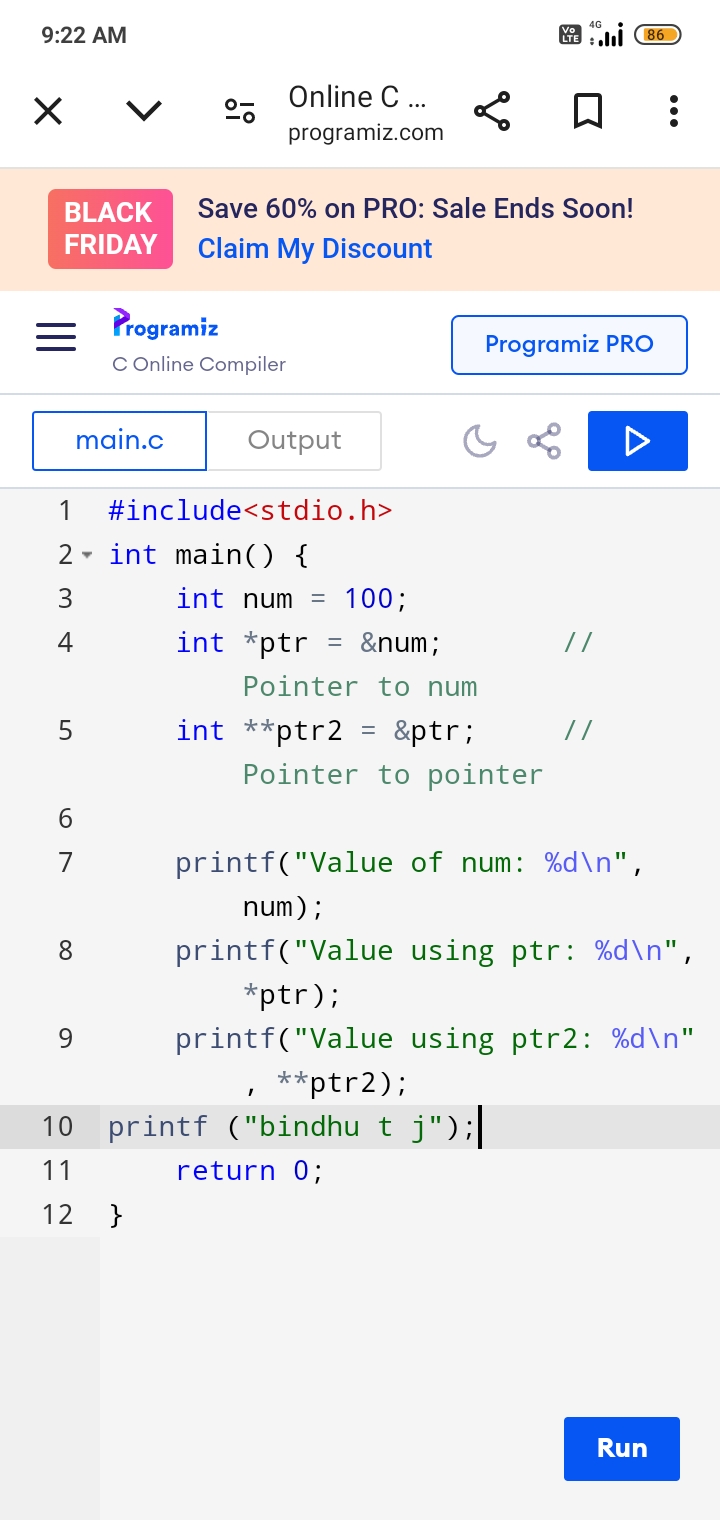 9:22 AM
Vo LTE 4G 86
Online C ...
programiz.com
BLACK FRIDAY
Save 60% on PRO: Sale Ends Soon!
Claim My Discount
Programiz
C Online Compiler
Programiz PRO
main.c Output
1 #include<stdio.h>
2 int main() {
3 int num = 100;
4 int *ptr = &num; //
Pointer to num
5 int **ptr2 = &ptr; //
Pointer to pointer
6
7 printf("Value of num: %d\n",
num);
8 printf("Value using ptr: %d\n",
*ptr);
9 printf("Value using ptr2: %d\n"
, **ptr2);
10 printf ("bindhu t j");
11 return 0;
12 }
Run